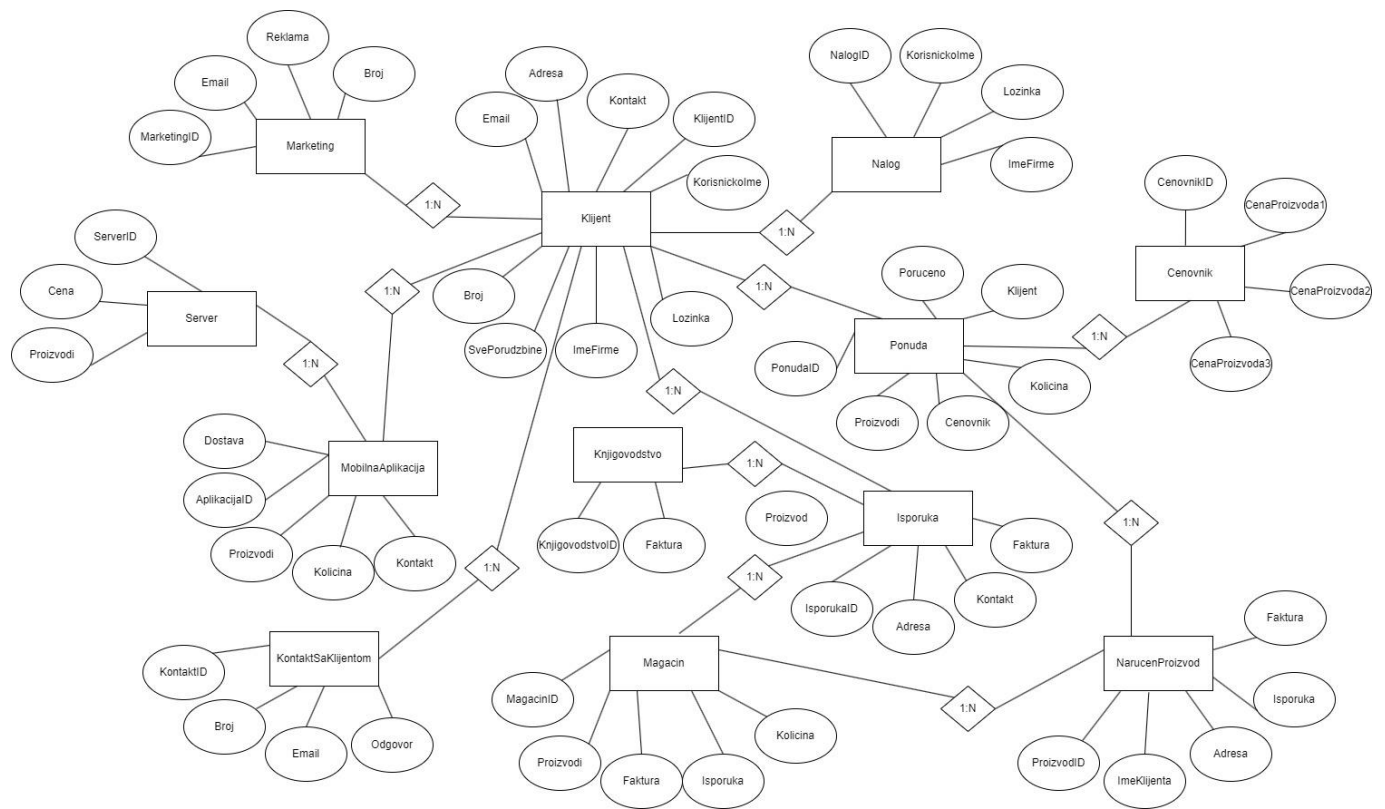 Reklama
Email
Broj
MarketingID
Marketing
1:N
Adresa
Kontakt
Email
KlijentID
KorisnickoIme
Klijent
Broj
SvePorudzbine
ImeFirme
Lozinka
NalogID
KorisnickoIme
Lozinka
ImeFirme
Nalog
1:N
CenovnikID
CenaProizvoda1
CenaProizvoda2
CenaProizvoda3
Cenovnik
1:N
ServerID
Cena
Proizvodi
Server
1:N
1:N
1:N
Poruceno
Klijent
Ponuda
PonudaID
Kolicina
Proizvodi
Cenovnik
1:N
Dostava
MobilnaAplikacija
AplikacijaID
Proizvodi
Kolicina
Kontakt
Knjigovodstvo
1:N
KnjigovodstvoID
Faktura
Proizvod
Isporuka
Faktura
IsporukaID
Adresa
Kontakt
1:N
1:N
1:N
KontaktSaKlijentom
KontaktID
Broj
Email
Odgovor
Magacin
MagacinID
Proizvodi
Faktura
Isporuka
Kolicina
1:N
NarucenProizvod
Faktura
Isporuka
Adresa
ImeKlijenta
ProizvodID